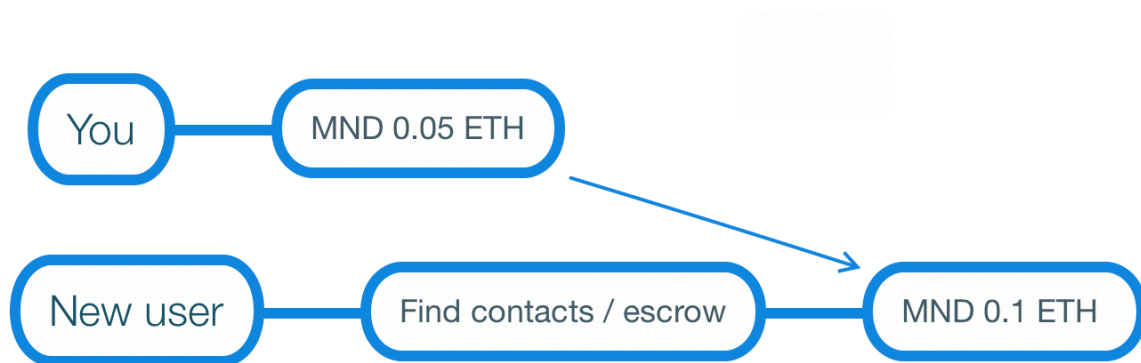 You
MND 0.05 ETH
New user
Find contacts / escrow
MND 0.1 ETH